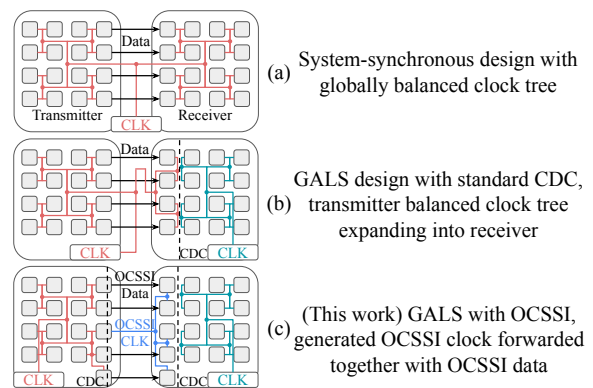 Data
Transmitter
Receiver
CLK
(a) System-synchronous design with
globally balanced clock tree
Data
CLK
CDC
CLK
(b) GALS design with standard CDC,
transmitter balanced clock tree
expanding into receiver
OCSSI
Data
OCSSI
CLK
CLK
CDC
CDC
CLK
(c) (This work) GALS with OCSSI,
generated OCSSI clock forwarded
together with OCSSI data